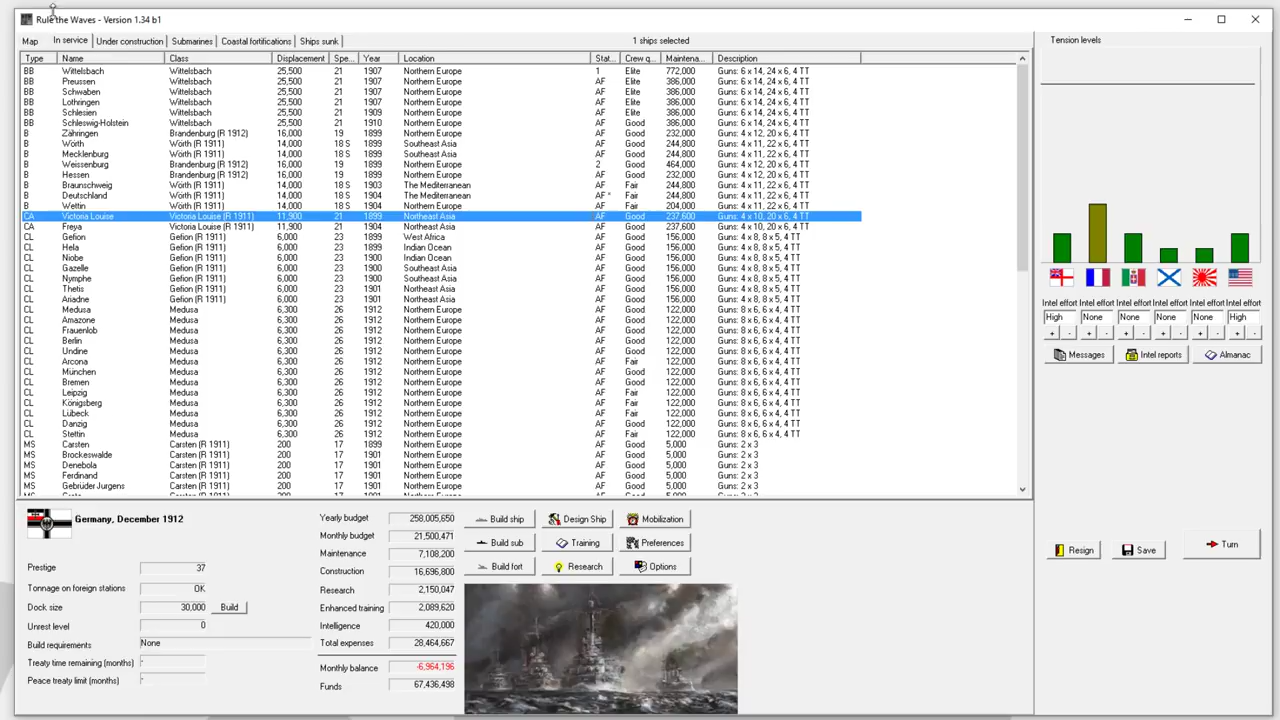 Rule the Waves - Version 1.34 b1
Map In service Under construction Submarines Coastal fortifications Ships sunk 1 ships selected Tension levels
Type Name Class Displacement Spe... Year Location Stat... Crew q... Maintena... Description
BB Wittelsbach Wittelsbach 25,500 21 1907 Northern Europe 1 Elite 772,000 Guns: 6 x 14, 24 x 6, 4 TT
BB Preussen Wittelsbach 25,500 21 1907 Northern Europe AF Elite 386,000 Guns: 6 x 14, 24 x 6, 4 TT
BB Schwaben Wittelsbach 25,500 21 1907 Northern Europe AF Elite 386,000 Guns: 6 x 14, 24 x 6, 4 TT
BB Lothringen Wittelsbach 25,500 21 1907 Northern Europe AF Elite 386,000 Guns: 6 x 14, 24 x 6, 4 TT
BB Schlesien Wittelsbach 25,500 21 1909 Northern Europe AF Elite 386,000 Guns: 6 x 14, 24 x 6, 4 TT
BB Schleswig-Holstein Wittelsbach 25,500 21 1910 Northern Europe AF Good 386,000 Guns: 6 x 14, 24 x 6, 4 TT
B Zähringen Brandenburg (R 1912) 16,000 19 1899 Northern Europe AF Good 232,000 Guns: 4 x 12, 20 x 6, 4 TT
B Wörth Wörth (R 1911) 14,000 18 S 1899 Southeast Asia AF Good 244,800 Guns: 4 x 11, 22 x 6, 4 TT
B Mecklenburg Wörth (R 1911) 14,000 18 S 1899 Southeast Asia AF Good 244,800 Guns: 4 x 11, 22 x 6, 4 TT
B Weissenburg Brandenburg (R 1912) 16,000 19 1899 Northern Europe 2 Good 464,000 Guns: 4 x 12, 20 x 6, 4 TT
B Hessen Brandenburg (R 1912) 16,000 19 1899 Northern Europe AF Good 232,000 Guns: 4 x 12, 20 x 6, 4 TT
B Braunschweig Wörth (R 1911) 14,000 18 S 1903 The Mediterranean AF Fair 244,800 Guns: 4 x 11, 22 x 6, 4 TT
B Deutschland Wörth (R 1911) 14,000 18 S 1904 The Mediterranean AF * Fair 244,800 Guns: 4 x 11, 22 x 6, 4 TT
B Wettin Wörth (R 1911) 14,000 18 S 1904 Northern Europe AF Fair 204,000 Guns: 4 x 11, 22 x 6, 4 TT
CA Victoria Louise Victoria Louise (R 1911) 11,900 21 1899 Northeast Asia AF Good 237,600 Guns: 4 x 10, 20 x 6, 4 TT
CA Freya Victoria Louise (R 1911) 11,900 21 1904 Northeast Asia AF Good 237,600 Guns: 4 x 10, 20 x 6, 4 TT
CL Gefion Gefion (R 1911) 6,000 23 1899 West Africa AF Good 156,000 Guns: 4 x 8, 8 x 5, 4 TT
CL Hela Gefion (R 1911) 6,000 23 1899 Indian Ocean AF Good 156,000 Guns: 4 x 8, 8 x 5, 4 TT
CL Niobe Gefion (R 1911) 6,000 23 1899 Indian Ocean AF Good 156,000 Guns: 4 x 8, 8 x 5, 4 TT
CL Gazelle Gefion (R 1911) 6,000 23 1900 Southeast Asia AF Good 156,000 Guns: 4 x 8, 8 x 5, 4 TT
CL Nymphe Gefion (R 1911) 6,000 23 1900 Southeast Asia AF Good 156,000 Guns: 4 x 8, 8 x 5, 4 TT
CL Thetis Gefion (R 1911) 6,000 23 1901 Northeast Asia AF Good 156,000 Guns: 4 x 8, 8 x 5, 4 TT
CL Ariadne Gefion (R 1911) 6,000 23 1901 Northeast Asia AF Good 156,000 Guns: 4 x 8, 8 x 5, 4 TT
CL Medusa Medusa 6,300 26 1912 Northern Europe AF Good 122,000 Guns: 8 x 6, 6 x 4, 4 TT
CL Amazone Medusa 6,300 26 1912 Northern Europe AF Fair 122,000 Guns: 8 x 6, 6 x 4, 4 TT
CL Frauenlob Medusa 6,300 26 1912 Northern Europe AF Good 122,000 Guns: 8 x 6, 6 x 4, 4 TT
CL Berlin Medusa 6,300 26 1912 Northern Europe AF Good 122,000 Guns: 8 x 6, 6 x 4, 4 TT
CL Undine Medusa 6,300 26 1912 Northern Europe AF Good 122,000 Guns: 8 x 6, 6 x 4, 4 TT
CL Arcona Medusa 6,300 26 1912 Northern Europe AF Fair 122,000 Guns: 8 x 6, 6 x 4, 4 TT
CL München Medusa 6,300 26 1912 Northern Europe AF Good 122,000 Guns: 8 x 6, 6 x 4, 4 TT
CL Bremen Medusa 6,300 26 1912 Northern Europe AF Good 122,000 Guns: 8 x 6, 6 x 4, 4 TT
CL Leipzig Medusa 6,300 26 1912 Northern Europe AF Fair 122,000 Guns: 8 x 6, 6 x 4, 4 TT
CL Königsberg Medusa 6,300 26 1912 Northern Europe AF Fair 122,000 Guns: 8 x 6, 6 x 4, 4 TT
CL Lübeck Medusa 6,300 26 1912 Northern Europe AF Fair 122,000 Guns: 8 x 6, 6 x 4, 4 TT
CL Danzig Medusa 6,300 26 1912 Northern Europe AF Good 122,000 Guns: 8 x 6, 6 x 4, 4 TT
CL Stettin Medusa 6,300 26 1912 Northern Europe AF Fair 122,000 Guns: 8 x 6, 6 x 4, 4 TT
MS Carsten Carsten (R 1911) 200 17 1899 Northern Europe AF Good 5,000 Guns: 2 x 3
MS Brockeswalde Carsten (R 1911) 200 17 1901 Northern Europe AF Good 5,000 Guns: 2 x 3
MS Denebola Carsten (R 1911) 200 17 1901 Northern Europe AF Good 5,000 Guns: 2 x 3
MS Ferdinand Carsten (R 1911) 200 17 1901 Northern Europe AF Good 5,000 Guns: 2 x 3
MS Gebrüder Jurgens Carsten (R 1911) 200 17 1901 Northern Europe AF Good 5,000 Guns: 2 x 3
Intel effort Intel effort Intel effort Intel effort Intel effort Intel effort
High None None None None High
+ - + - + - + - + - + -
Messages Intel reports Almanac
Germany, December 1912
Prestige 37
Tonnage on foreign stations OK
Dock size 30,000 Build
Unrest level 0
Build requirements None
Treaty time remaining (months) -
Peace treaty limit (months) -
Yearly budget 258,005,650
Monthly budget 21,500,471
Maintenance 7,108,200
Construction 16,696,800
Research 2,150,047
Enhanced training 2,089,620
Intelligence 420,000
Total expenses 28,464,667
Monthly balance -6,964,196
Funds 67,436,498
Build ship Design Ship Mobilization
Build sub Training Preferences
Build fort Research Options
Resign Save Turn